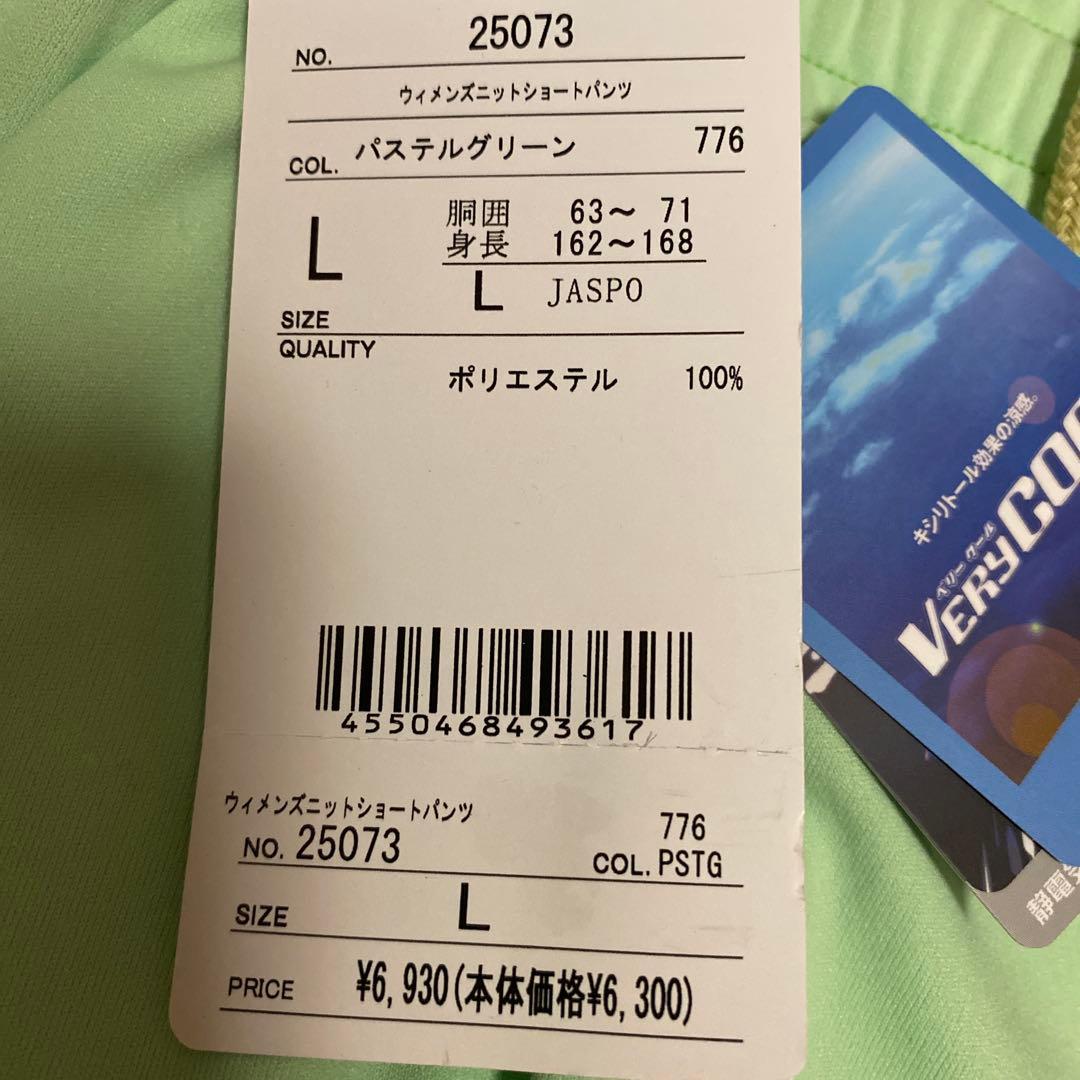 NO. 25073
ウィメンズニットショートパンツ
COL. パステルグリーン 776
L
胴囲 63～ 71
身長 162～168
L JASPO
SIZE
QUALITY
ポリエステル 100%
4550468493617
ウィメンズニットショートパンツ
NO. 25073
776
COL. PSTG
SIZE L
PRICE ¥6,930(本体価格¥6,300)
キシリトール効果の涼感。
ベリー クール
VERY
静電